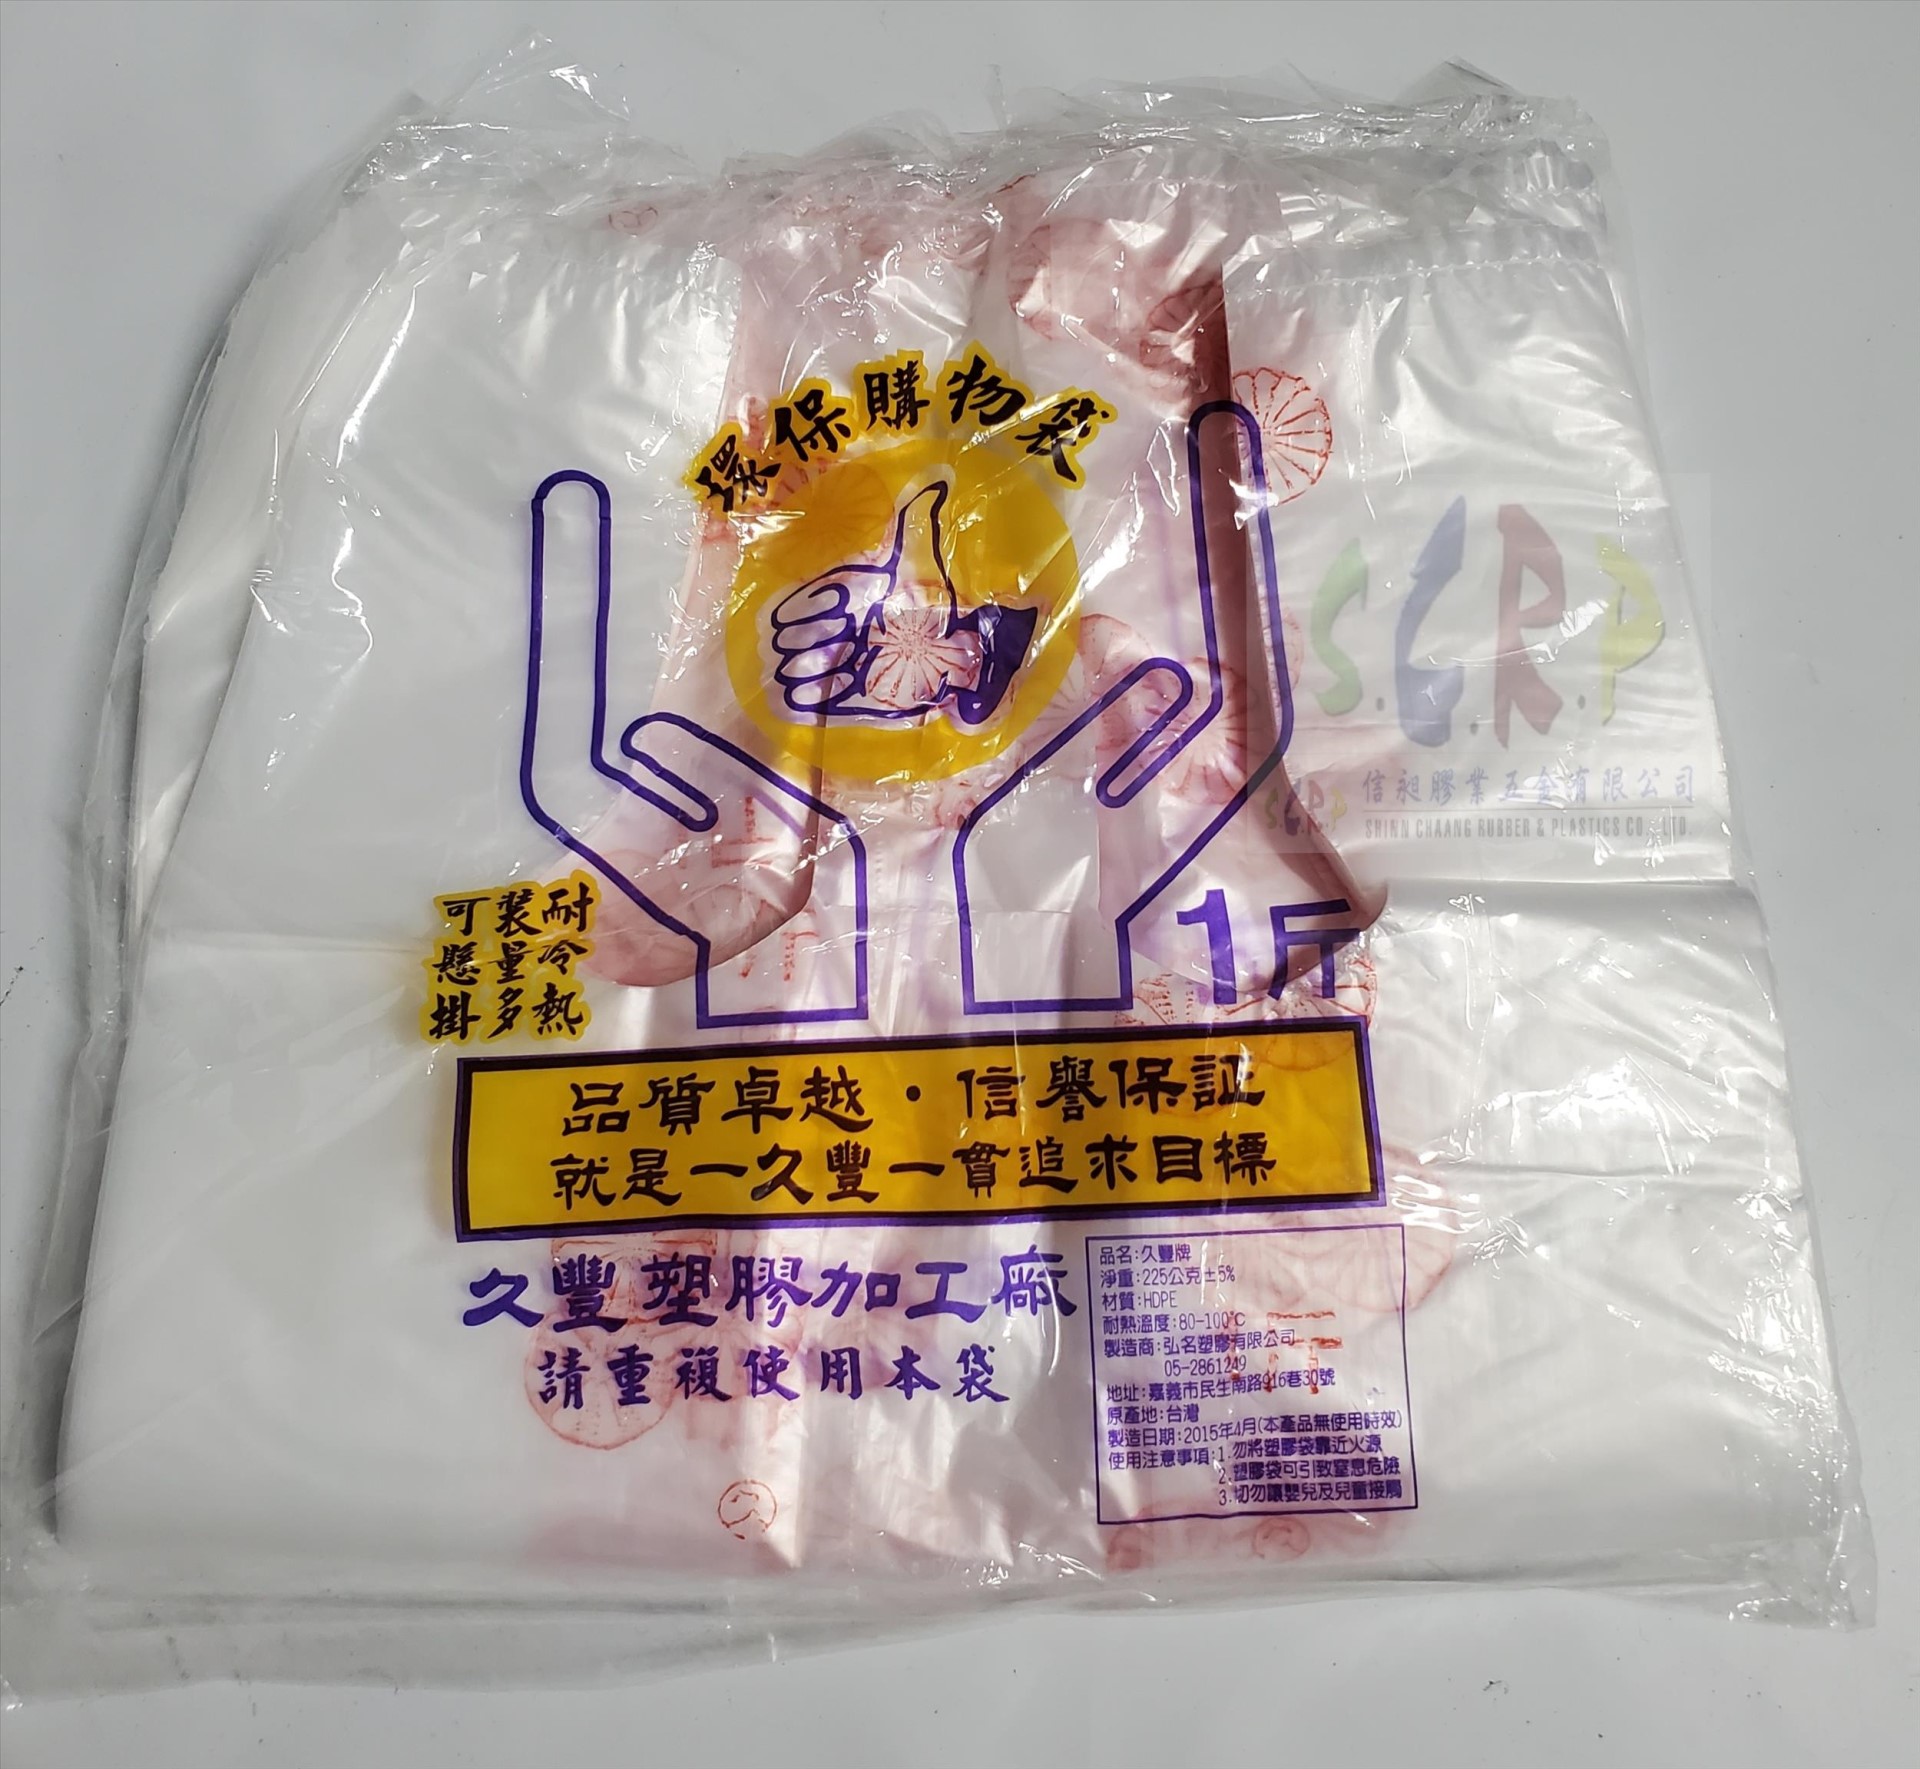 環保購物袋
S.C.R.P
S.C.R.P 信昶膠業五金有限公司
SHINN CHAANG RUBBER & PLASTICS CO., LTD.
1斤
耐冷熱
裝量多
可懸掛
品質卓越・信譽保証
就是一久豐一貫追求目標
久豐塑膠加工廠
請重複使用本袋
品名:久豐牌
淨重:225公克±5%
材質:HDPE
耐熱溫度:80-100℃
製造商:弘名塑膠有限公司
05-2861249
地址:嘉義市民生南路916巷30號
原產地:台灣
製造日期:2015年4月(本產品無使用時效)
使用注意事項:1.勿將塑膠袋靠近火源
2.塑膠袋可引致窒息危險
3.切勿讓嬰兒及兒童接觸